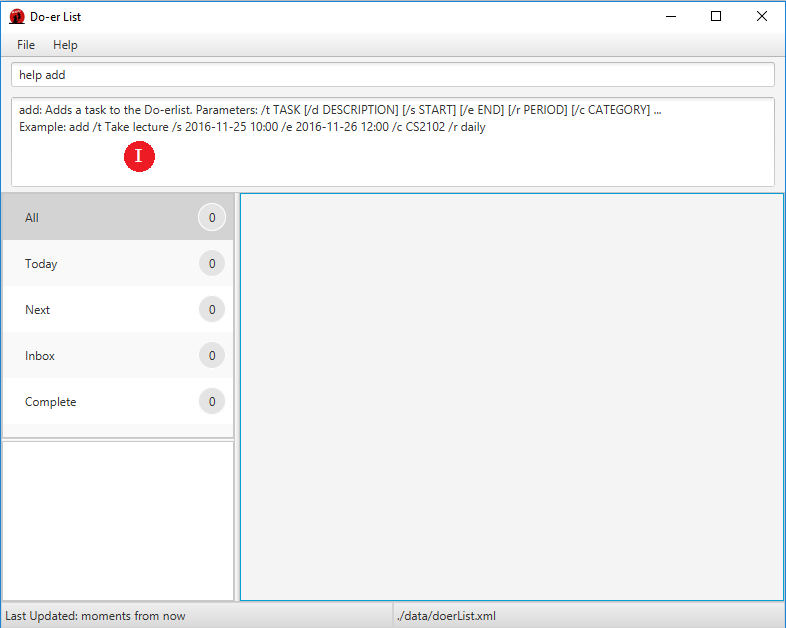 Do-er List
File Help
help add
add: Adds a task to the Do-erlist. Parameters: /t TASK [/d DESCRIPTION] [/s START] [/e END] [/r PERIOD] [/c CATEGORY] ...
Example: add /t Take lecture /s 2016-11-25 10:00 /e 2016-11-26 12:00 /c CS2102 /r daily
I
All 0
Today 0
Next 0
Inbox 0
Complete 0
Last Updated: moments from now ./data/doerList.xml